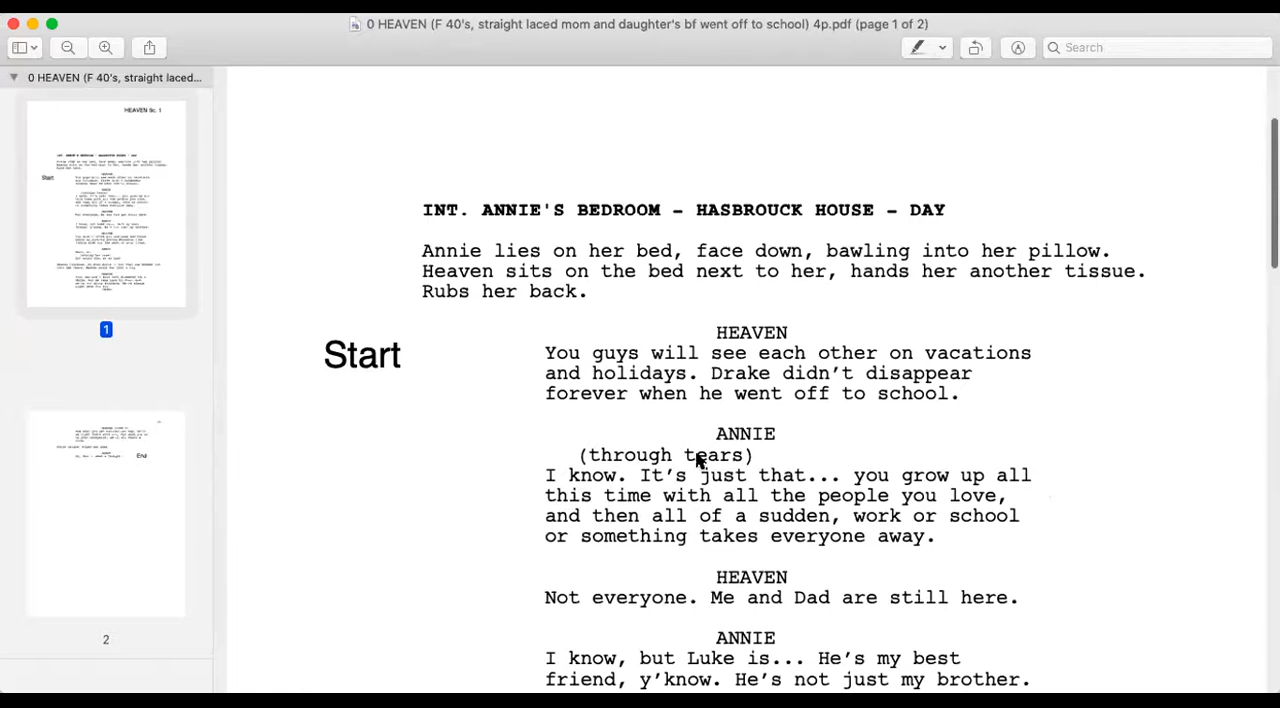 0 HEAVEN (F 40's, straight laced mom and daughter's bf went off to school) 4p.pdf (page 1 of 2)
Search
0 HEAVEN (F 40's, straight laced...
HEAVEN Sc. 1
Start
1
End
2
INT. ANNIE'S BEDROOM – HASBROUCK HOUSE – DAY
Annie lies on her bed, face down, bawling into her pillow.
Heaven sits on the bed next to her, hands her another tissue.
Rubs her back.
HEAVEN
Start
You guys will see each other on vacations
and holidays. Drake didn't disappear
forever when he went off to school.
ANNIE
(through tears)
I know. It's just that... you grow up all
this time with all the people you love,
and then all of a sudden, work or school
or something takes everyone away.
HEAVEN
Not everyone. Me and Dad are still here.
ANNIE
I know, but Luke is... He's my best
friend, y'know. He's not just my brother.